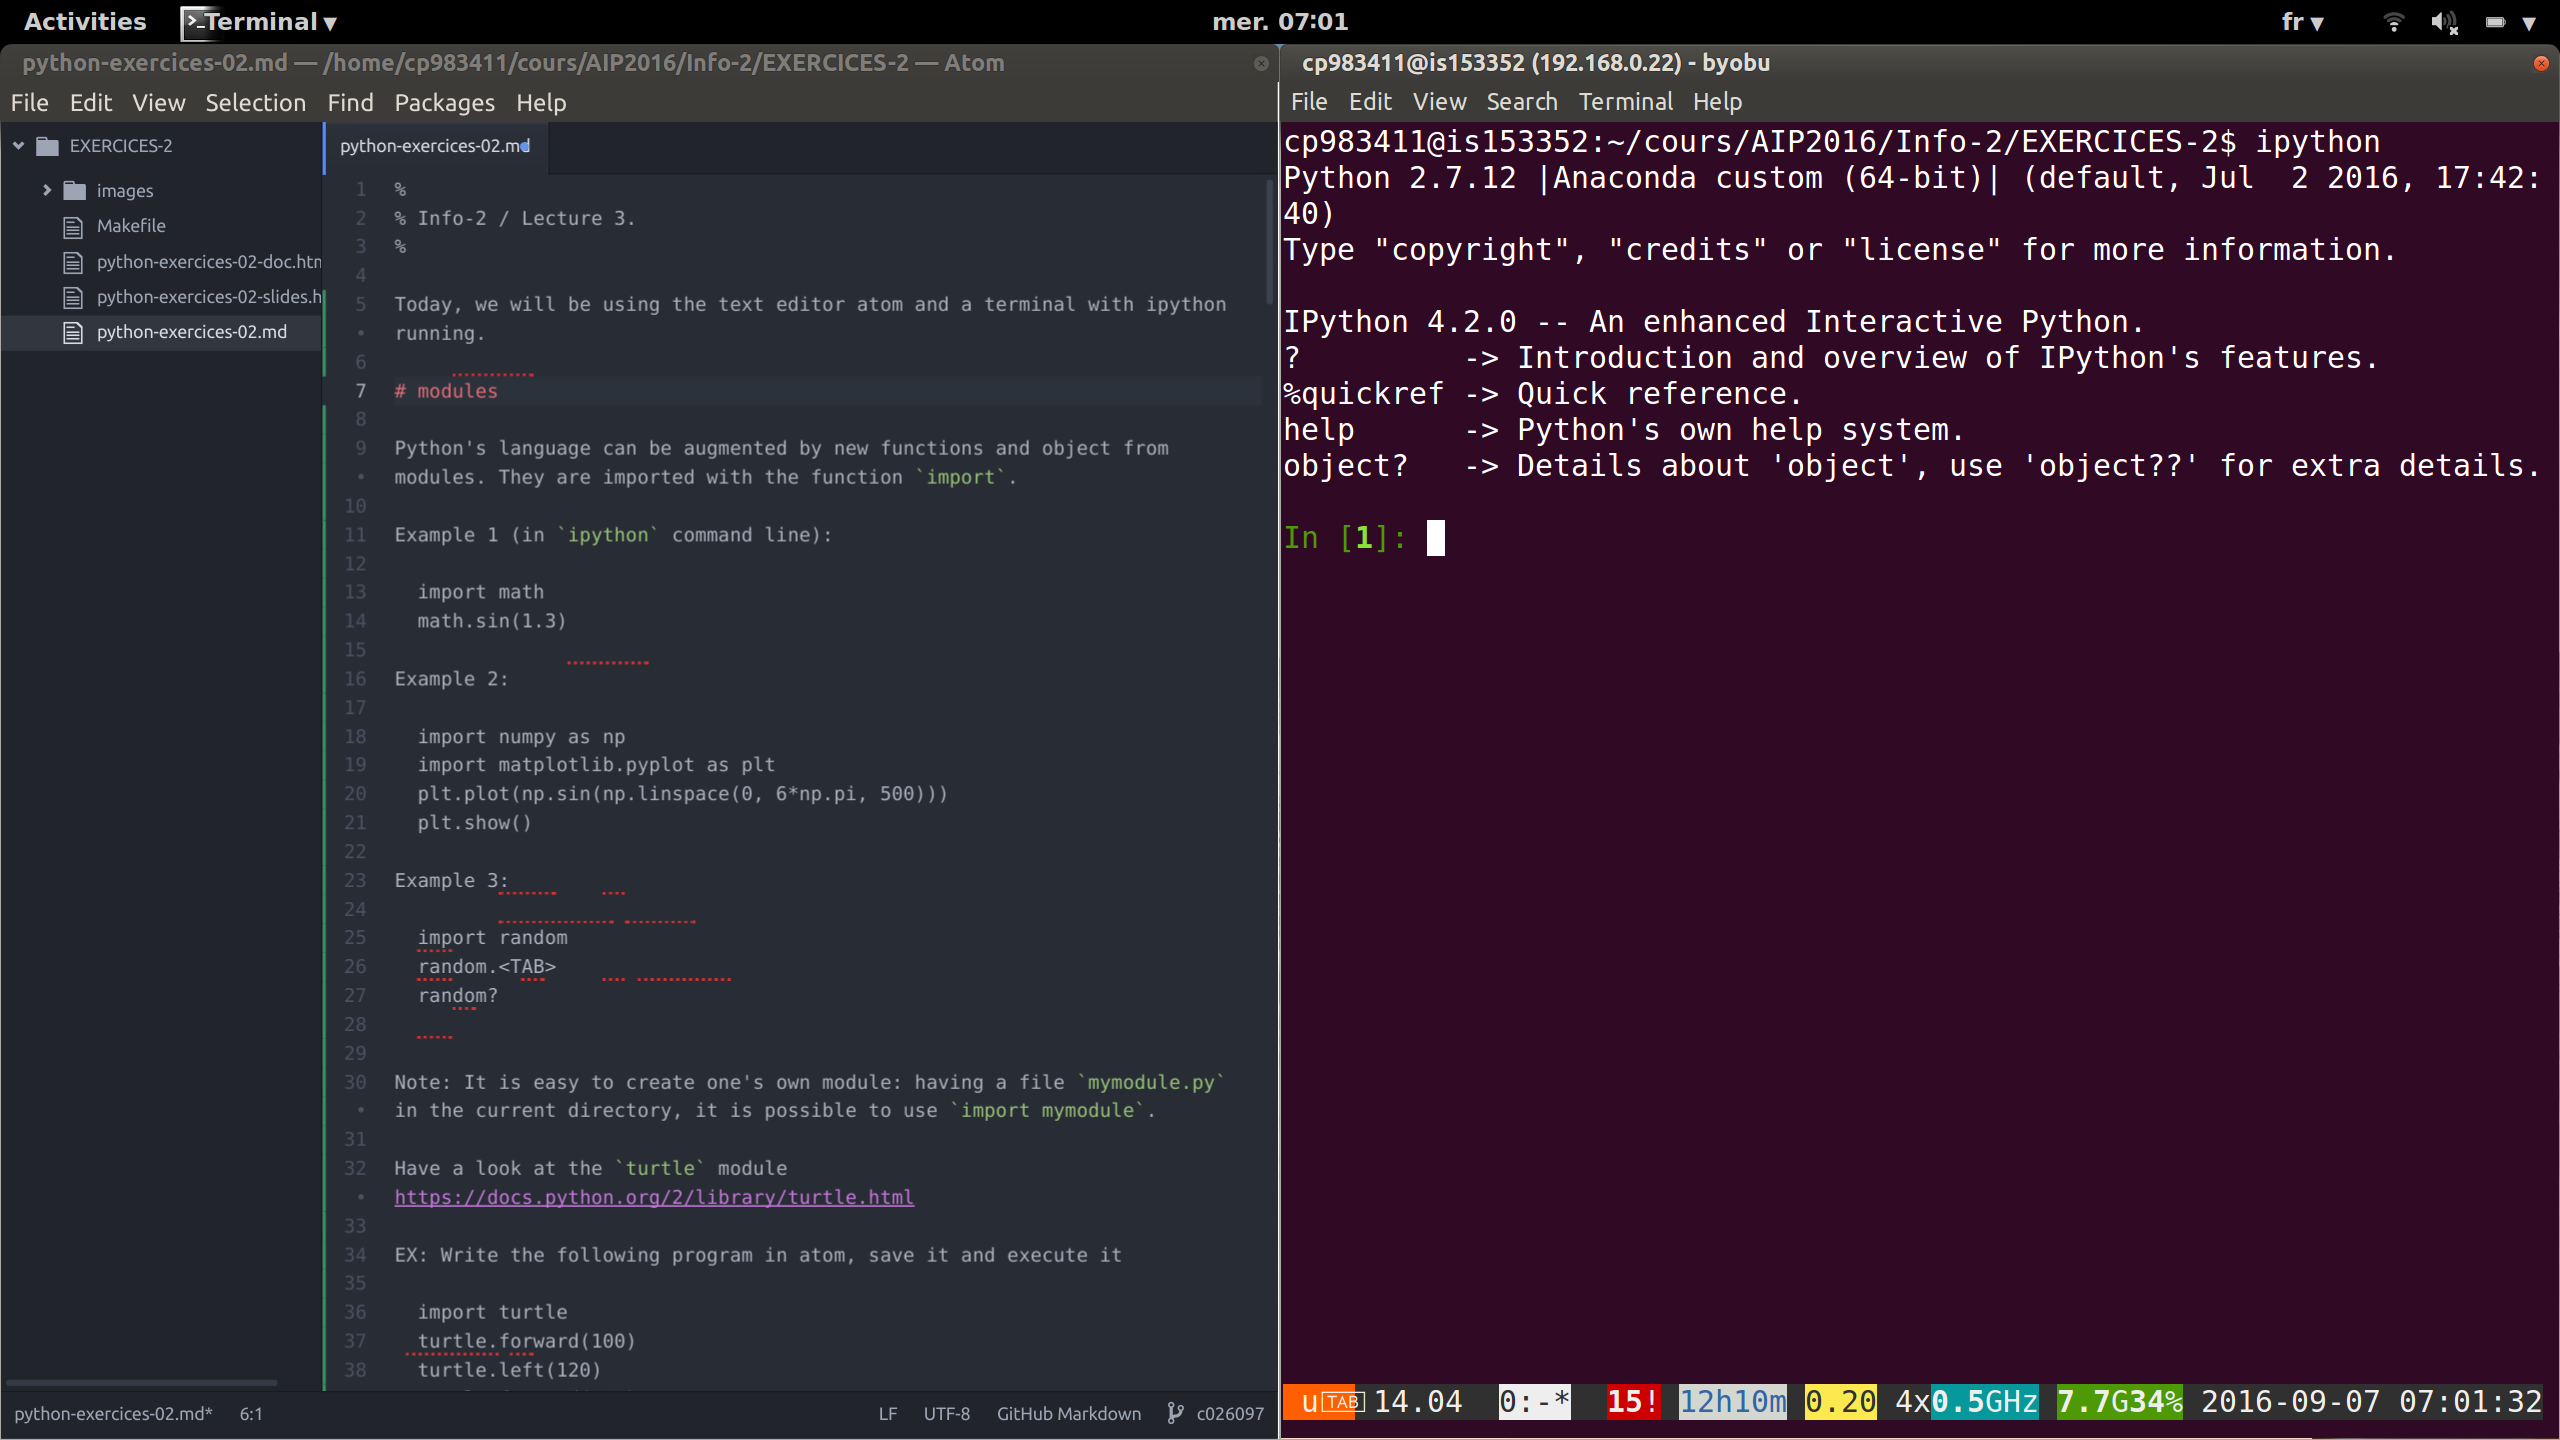 Activities
Terminal ▾
mer. 07:01
fr ▾
python-exercices-02.md — /home/cp983411/cours/AIP2016/Info-2/EXERCICES-2 — Atom
File Edit View Selection Find Packages Help
EXERCICES-2
images
Makefile
python-exercices-02-doc.htm
python-exercices-02-slides.h
python-exercices-02.md
python-exercices-02.md
1 %
2 % Info-2 / Lecture 3.
3 %
4
5 Today, we will be using the text editor atom and a terminal with ipython
• running.
6
7 # modules
8
9 Python's language can be augmented by new functions and object from
• modules. They are imported with the function `import`.
10
11 Example 1 (in `ipython` command line):
12
13 import math
14 math.sin(1.3)
15
16 Example 2:
17
18 import numpy as np
19 import matplotlib.pyplot as plt
20 plt.plot(np.sin(np.linspace(0, 6*np.pi, 500)))
21 plt.show()
22
23 Example 3:
24
25 import random
26 random.<TAB>
27 random?
28
29
30 Note: It is easy to create one's own module: having a file `mymodule.py`
• in the current directory, it is possible to use `import mymodule`.
31
32 Have a look at the `turtle` module
• https://docs.python.org/2/library/turtle.html
33
34 EX: Write the following program in atom, save it and execute it
35
36 import turtle
37 turtle.forward(100)
38 turtle.left(120)
python-exercices-02.md* 6:1 LF UTF-8 GitHub Markdown c026097
cp983411@is153352 (192.168.0.22) - byobu
File Edit View Search Terminal Help
cp983411@is153352:~/cours/AIP2016/Info-2/EXERCICES-2$ ipython
Python 2.7.12 |Anaconda custom (64-bit)| (default, Jul  2 2016, 17:42:
40)
Type "copyright", "credits" or "license" for more information.

IPython 4.2.0 -- An enhanced Interactive Python.
?         -> Introduction and overview of IPython's features.
%quickref -> Quick reference.
help      -> Python's own help system.
object?   -> Details about 'object', use 'object??' for extra details.

In [1]:
u TAB 14.04 0:-* 15! 12h10m 0.20 4x0.5GHz 7.7G34% 2016-09-07 07:01:32